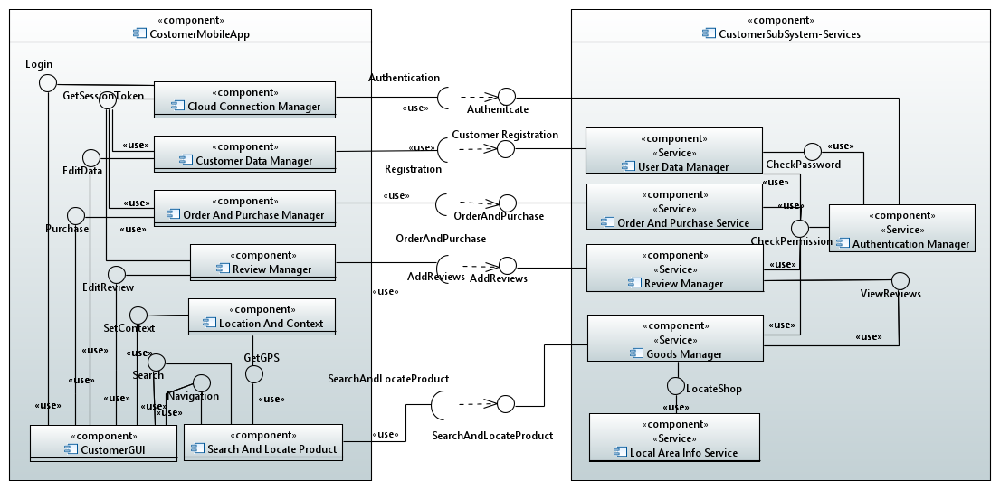 «component»
CostomerMobileApp
«component»
CustomerSubSystem-Services
Login
GetSessionToken
«component»
Cloud Connection Manager
Authentication
«use»
Authenitcate
«use»
«component»
Customer Data Manager
EditData
«use»
Registration
Customer Registration
«component»
«Service»
User Data Manager
CheckPassword
«use»
«use»
«use»
«component»
Order And Purchase Manager
Purchase
«use»
«use»
OrderAndPurchase
OrderAndPurchase
«component»
«Service»
Order And Purchase Service
«use»
CheckPermission
«component»
«Service»
Authentication Manager
«component»
Review Manager
EditReview
AddReviews
AddReviews
«use»
«component»
«Service»
Review Manager
«use»
ViewReviews
«component»
Location And Context
SetContext
GetGPS
«use»
«use»
Search
Navigation
«use»
«use»
«use»
«use»
«use»
«use»
«use»
«component»
CustomerGUI
«component»
Search And Locate Product
SearchAndLocateProduct
«use»
SearchAndLocateProduct
«component»
«Service»
Goods Manager
«use»
«use»
LocateShop
«use»
«component»
«Service»
Local Area Info Service